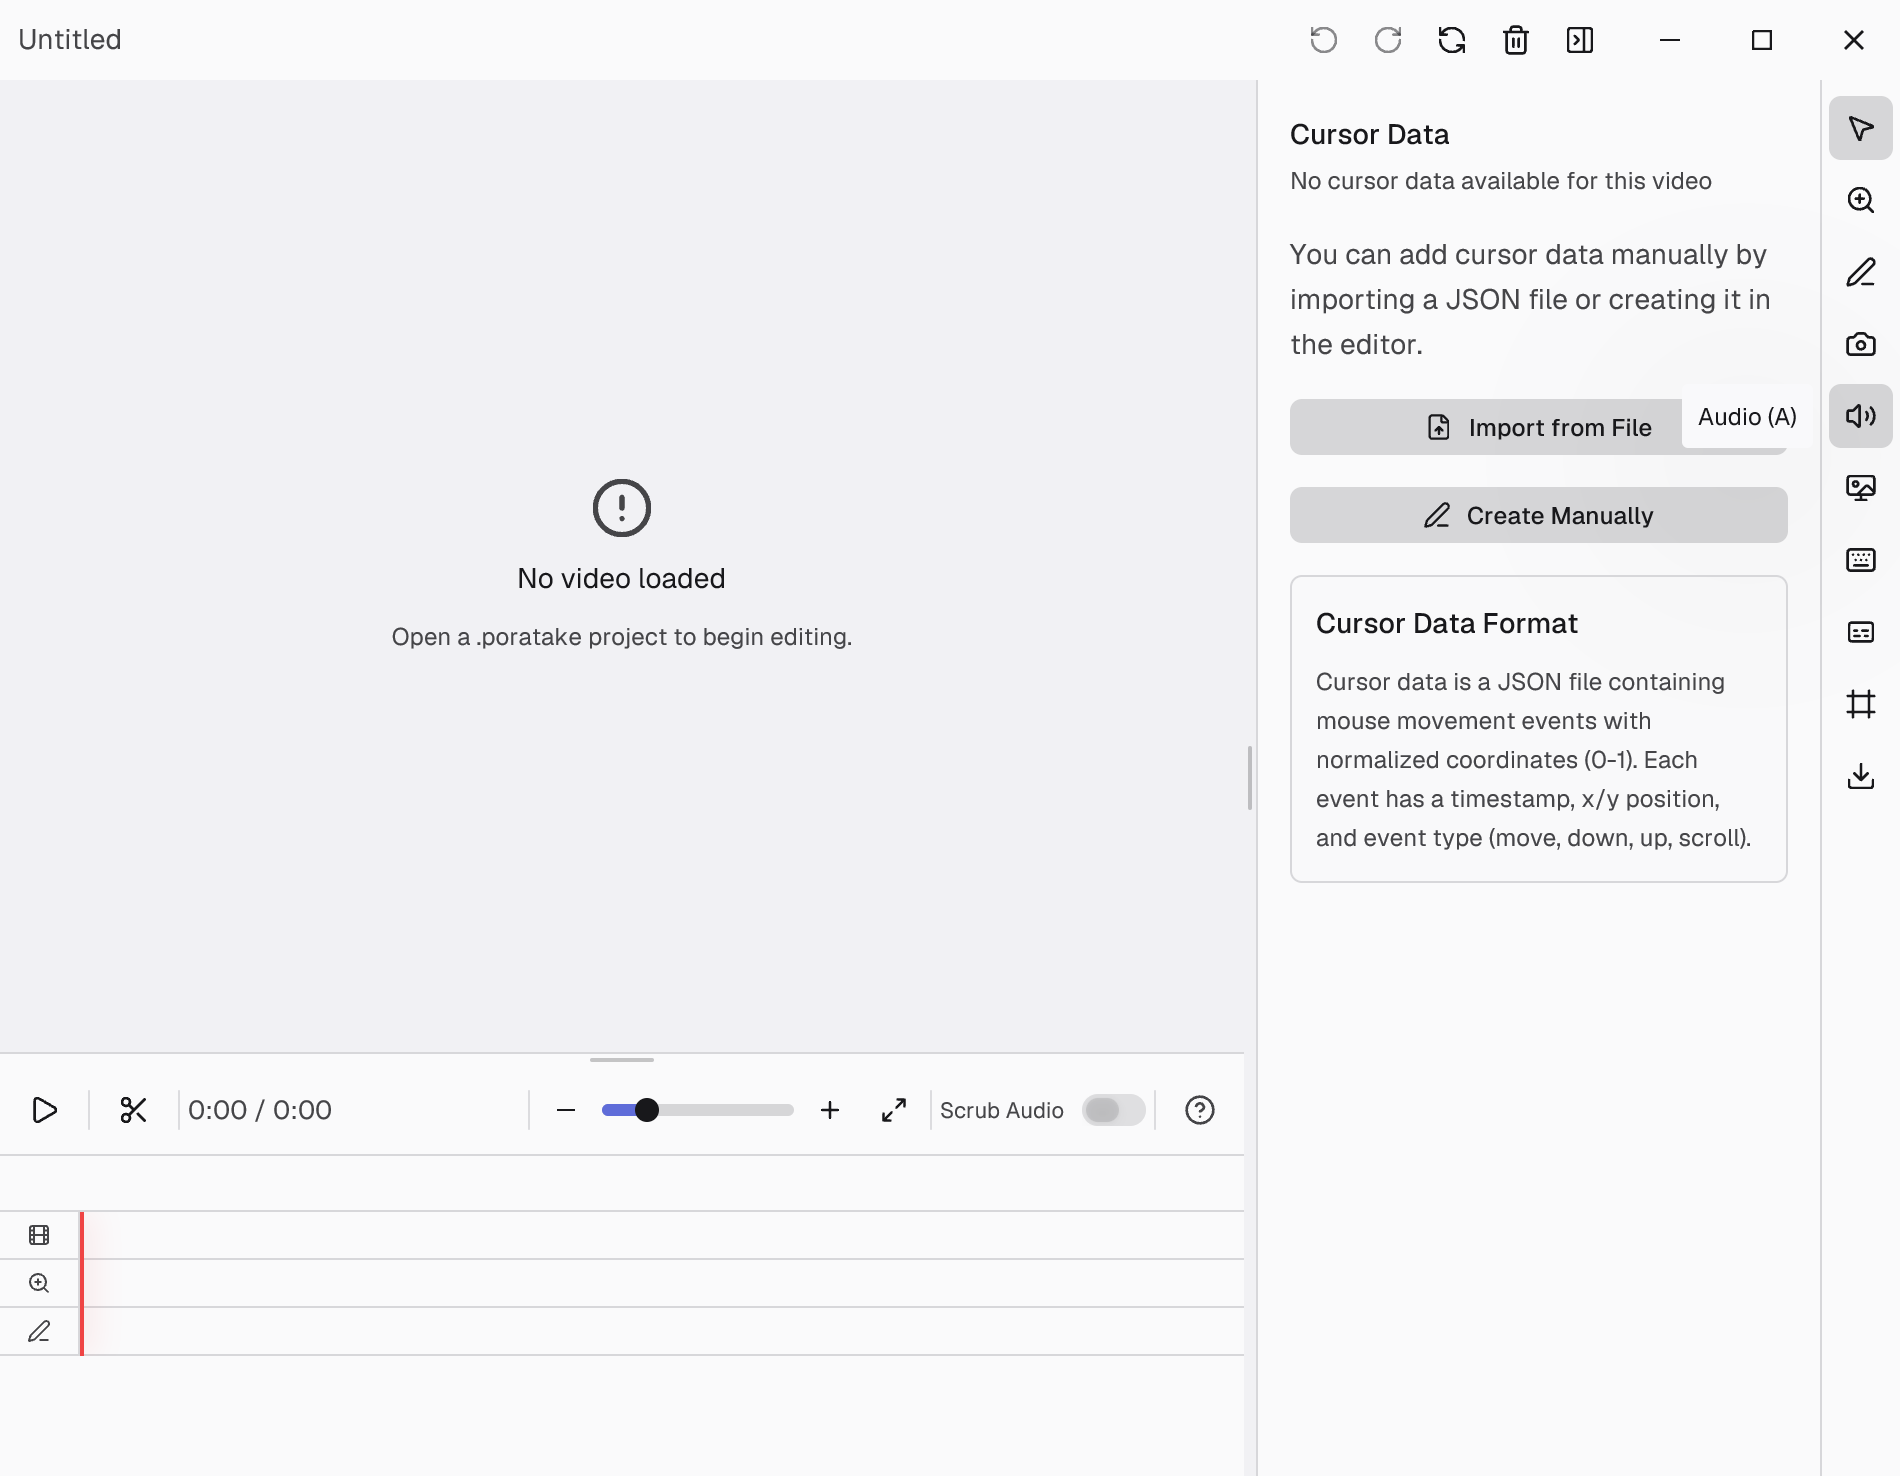 Untitled
Cursor Data
No cursor data available for this video
You can add cursor data manually by
importing a JSON file or creating it in
the editor.
Import from File
Audio (A)
Create Manually
Cursor Data Format
Cursor data is a JSON file containing
mouse movement events with
normalized coordinates (0-1). Each
event has a timestamp, x/y position,
and event type (move, down, up, scroll).
No video loaded
Open a .poratake project to begin editing.
0:00 / 0:00
Scrub Audio